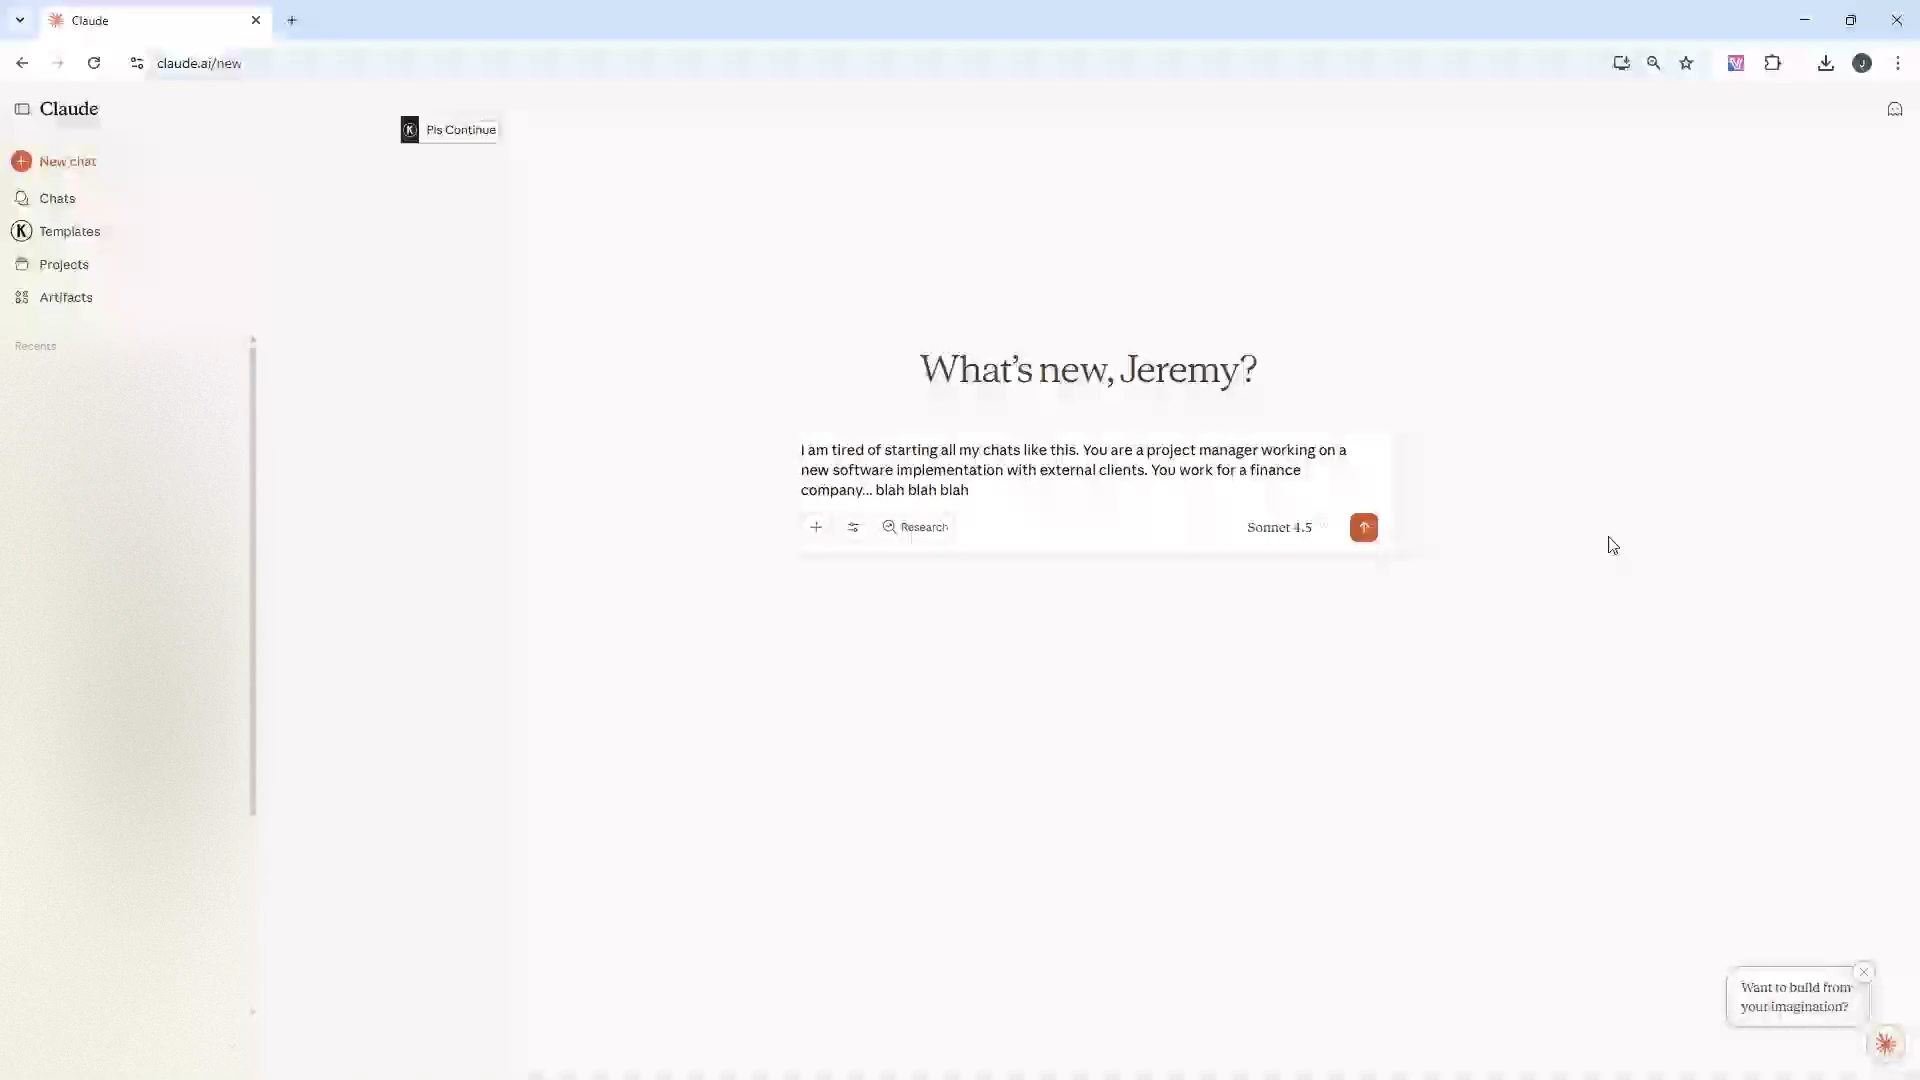 Claude
claude.ai/new
J
Claude
K Pls Continue
New chat
Chats
K Templates
Projects
Artifacts
Recents
What's new, Jeremy?
I am tired of starting all my chats like this. You are a project manager working on a
new software implementation with external clients. You work for a finance
company... blah blah blah
Research
Sonnet 4.5
Want to build from
your imagination?